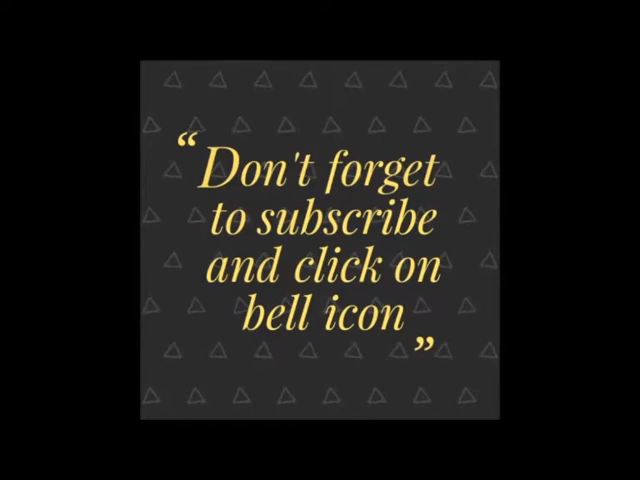 “Don't forget
to subscribe
and click on
bell icon
”